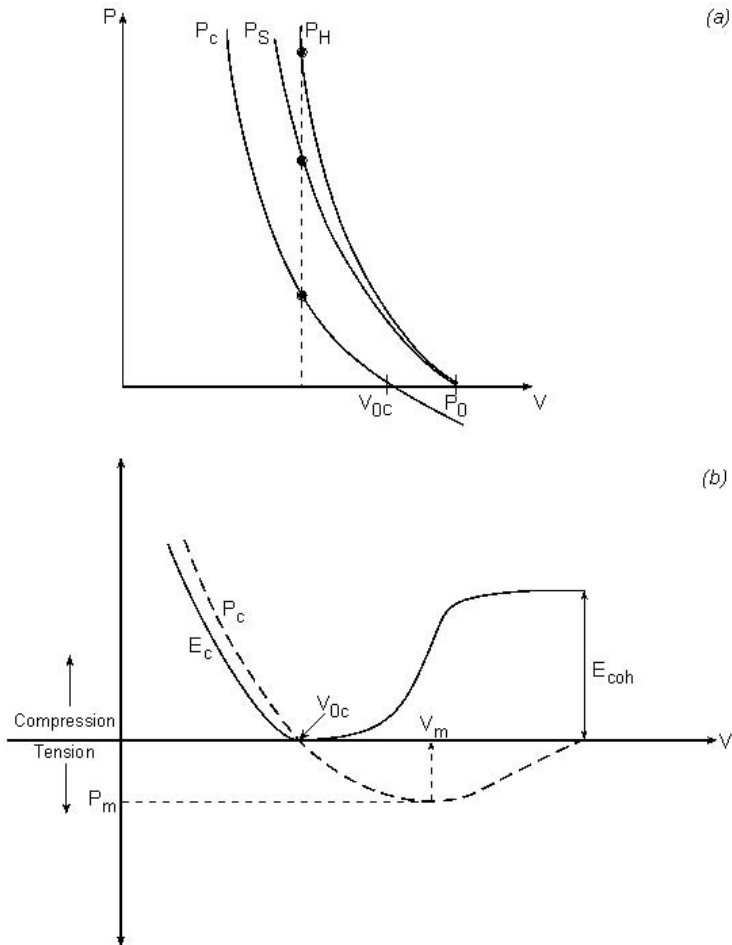 (a)
P
P_c
P_S
P_H
V_0c
P_0
V
(b)
P_c
E_c
E_coh
V_0c
V_m
Compression
V
Tension
P_m